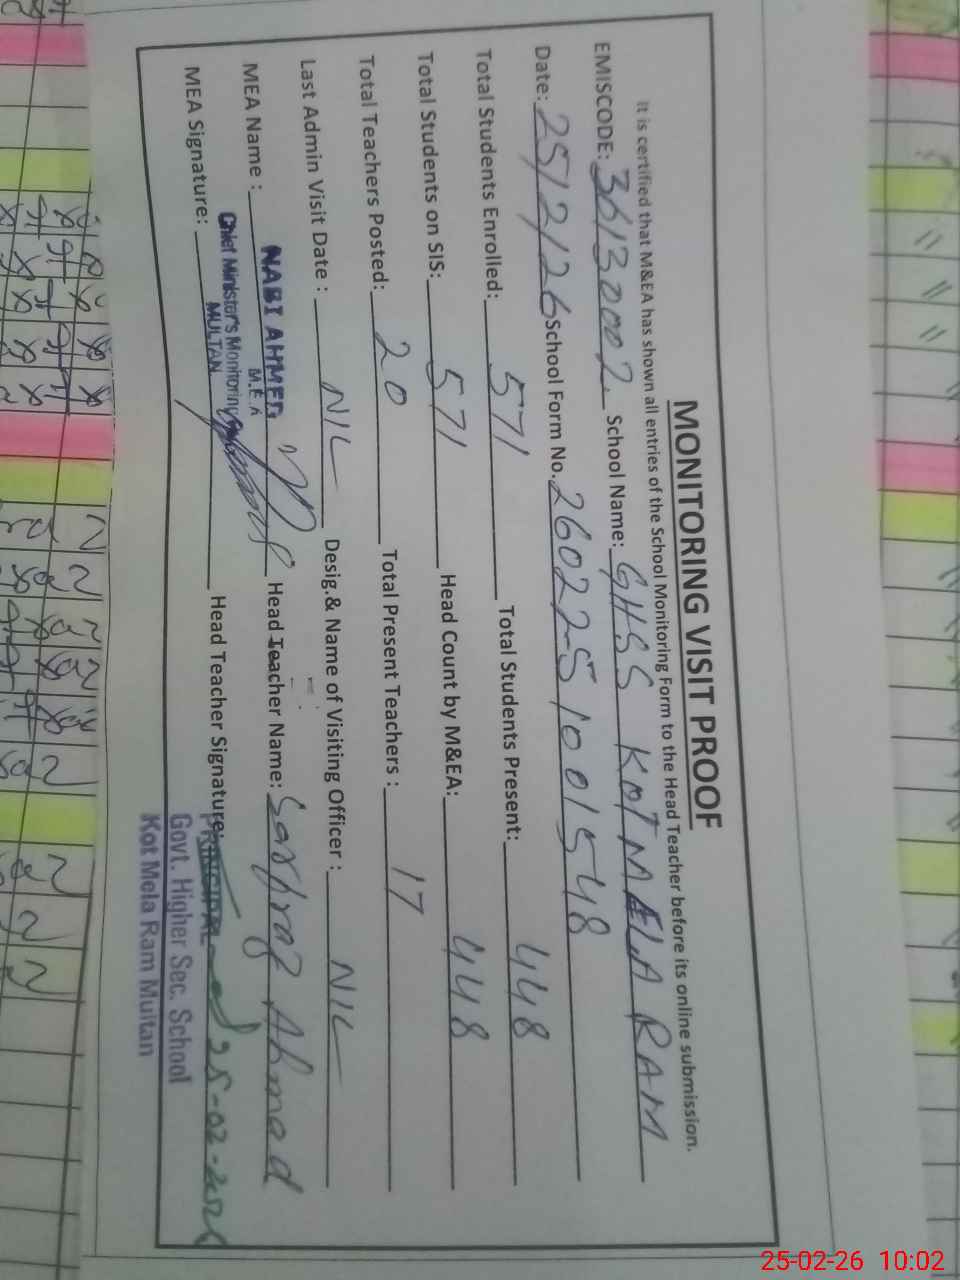 MONITORING VISIT PROOF
It is certified that M&EA has shown all entries of the School Monitoring Form to the Head Teacher before its online submission.
EMISCODE: 36130002 School Name: GHSS KOT MELA RAM
Date: 25/2/26 School Form No. 26022-51001548
Total Students Enrolled: 571 Total Students Present: 448
Total Students on SIS: 571 Head Count by M&EA: 448
Total Teachers Posted: 20 Total Present Teachers: 17
Last Admin Visit Date: NIL Desig.& Name of Visiting Officer: NIL
MEA Name: NABI AHMED Head Teacher Name: Sarfraz Ahmad
M.E.A
Chief Minister's Monitoring
MULTAN
MEA Signature: Head Teacher Signature: 25-02-2026
PRINCIPAL
Govt. Higher Sec. School
Kot Mela Ram Multan
25-02-26 10:02